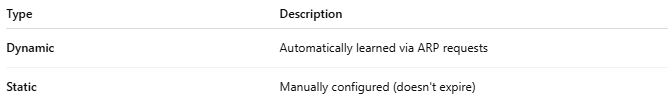 Type Description
Dynamic Automatically learned via ARP requests
Static Manually configured (doesn't expire)